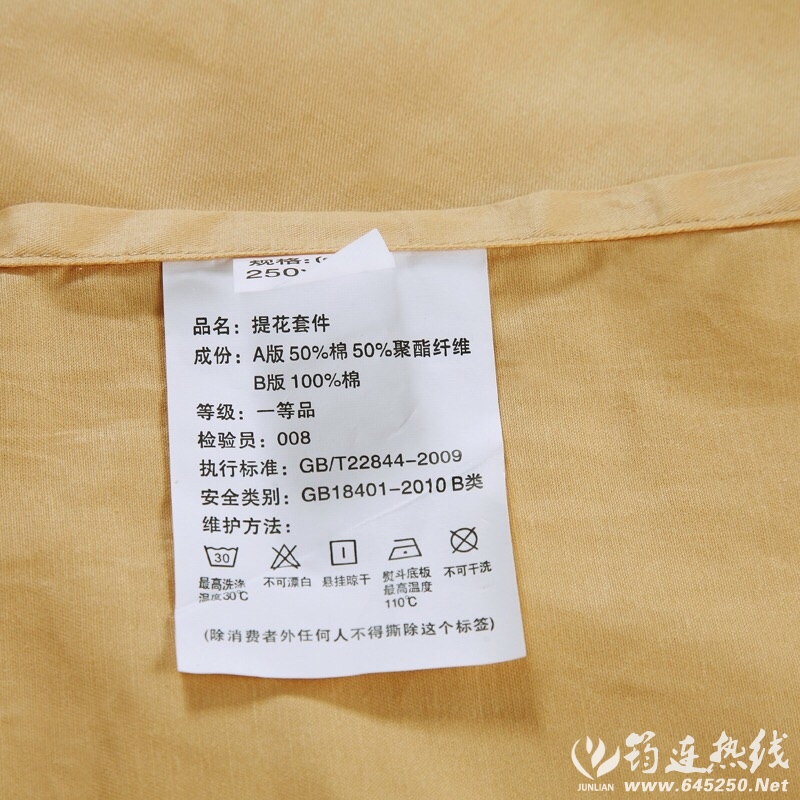 规格:(
250
品名：提花套件
成份：A版 50%棉 50%聚酯纤维
B版 100%棉
等级：一等品
检验员：008
执行标准：GB/T22844-2009
安全类别：GB18401-2010 B类
维护方法：
30
最高洗涤
温度30℃
不可漂白
悬挂晾干
熨斗底板
最高温度
110℃
不可干洗
(除消费者外任何人不得撕除这个标签)
筠连热线
JUNLIAN
www.645250.Net